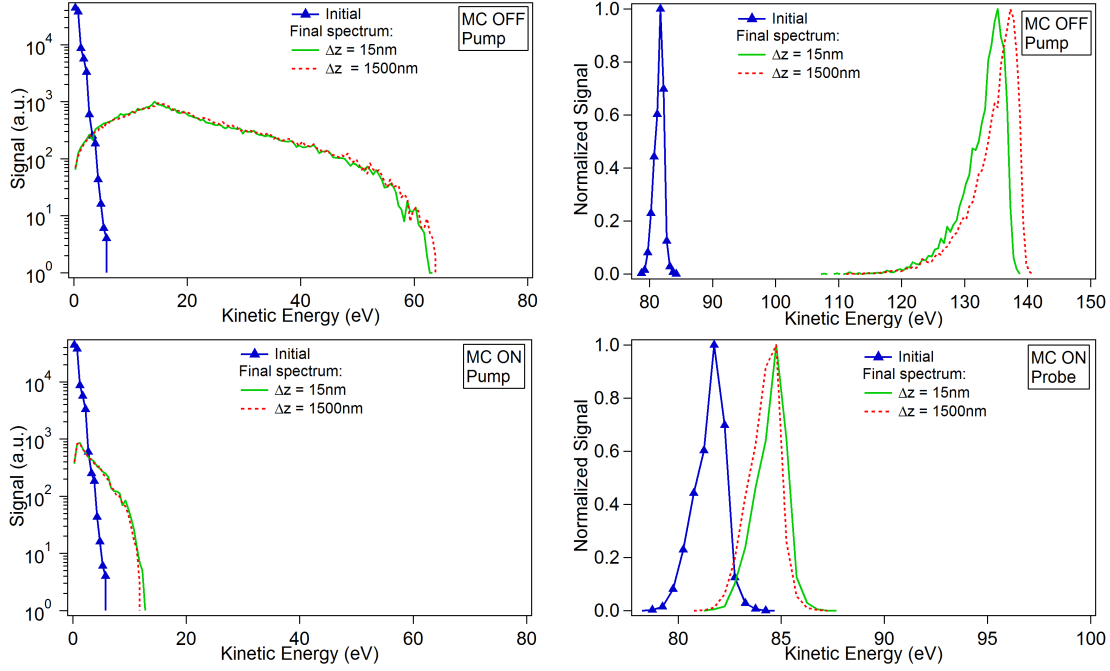 Initial
Final spectrum:
Δz = 15nm
Δz = 1500nm
MC OFF
Pump
Signal (a.u.)
10^4
10^3
10^2
10^1
10^0
0
20
40
60
80
Kinetic Energy (eV)
Initial
Final spectrum:
Δz = 15nm
Δz = 1500nm
MC OFF
Pump
Normalized Signal
1.0
0.8
0.6
0.4
0.2
0.0
80
90
100
110
120
130
140
150
Kinetic Energy (eV)
Initial
Final spectrum:
Δz = 15nm
Δz = 1500nm
MC ON
Pump
Signal (a.u.)
10^4
10^3
10^2
10^1
10^0
0
20
40
60
80
Kinetic Energy (eV)
Initial
Final spectrum:
Δz = 15nm
Δz = 1500nm
MC ON
Probe
Normalized Signal
1.0
0.8
0.6
0.4
0.2
0.0
80
85
90
95
100
Kinetic Energy (eV)